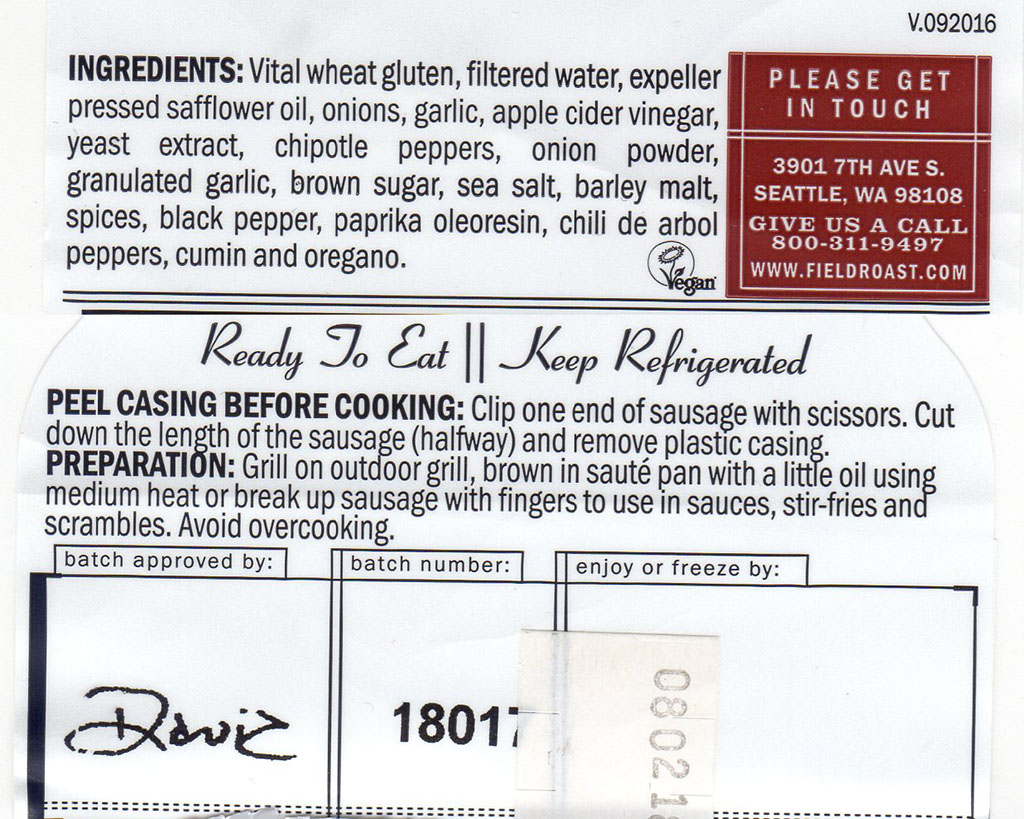 V.092016
INGREDIENTS: Vital wheat gluten, filtered water, expeller
pressed safflower oil, onions, garlic, apple cider vinegar,
yeast extract, chipotle peppers, onion powder,
granulated garlic, brown sugar, sea salt, barley malt,
spices, black pepper, paprika oleoresin, chili de arbol
peppers, cumin and oregano.
Vegan
PLEASE GET
IN TOUCH
3901 7TH AVE S.
SEATTLE, WA 98108
GIVE US A CALL
800-311-9497
WWW.FIELDROAST.COM
Ready To Eat || Keep Refrigerated
PEEL CASING BEFORE COOKING: Clip one end of sausage with scissors. Cut
down the length of the sausage (halfway) and remove plastic casing.
PREPARATION: Grill on outdoor grill, brown in sauté pan with a little oil using
medium heat or break up sausage with fingers to use in sauces, stir-fries and
scrambles. Avoid overcooking.
batch approved by:
batch number:
enjoy or freeze by:
18017